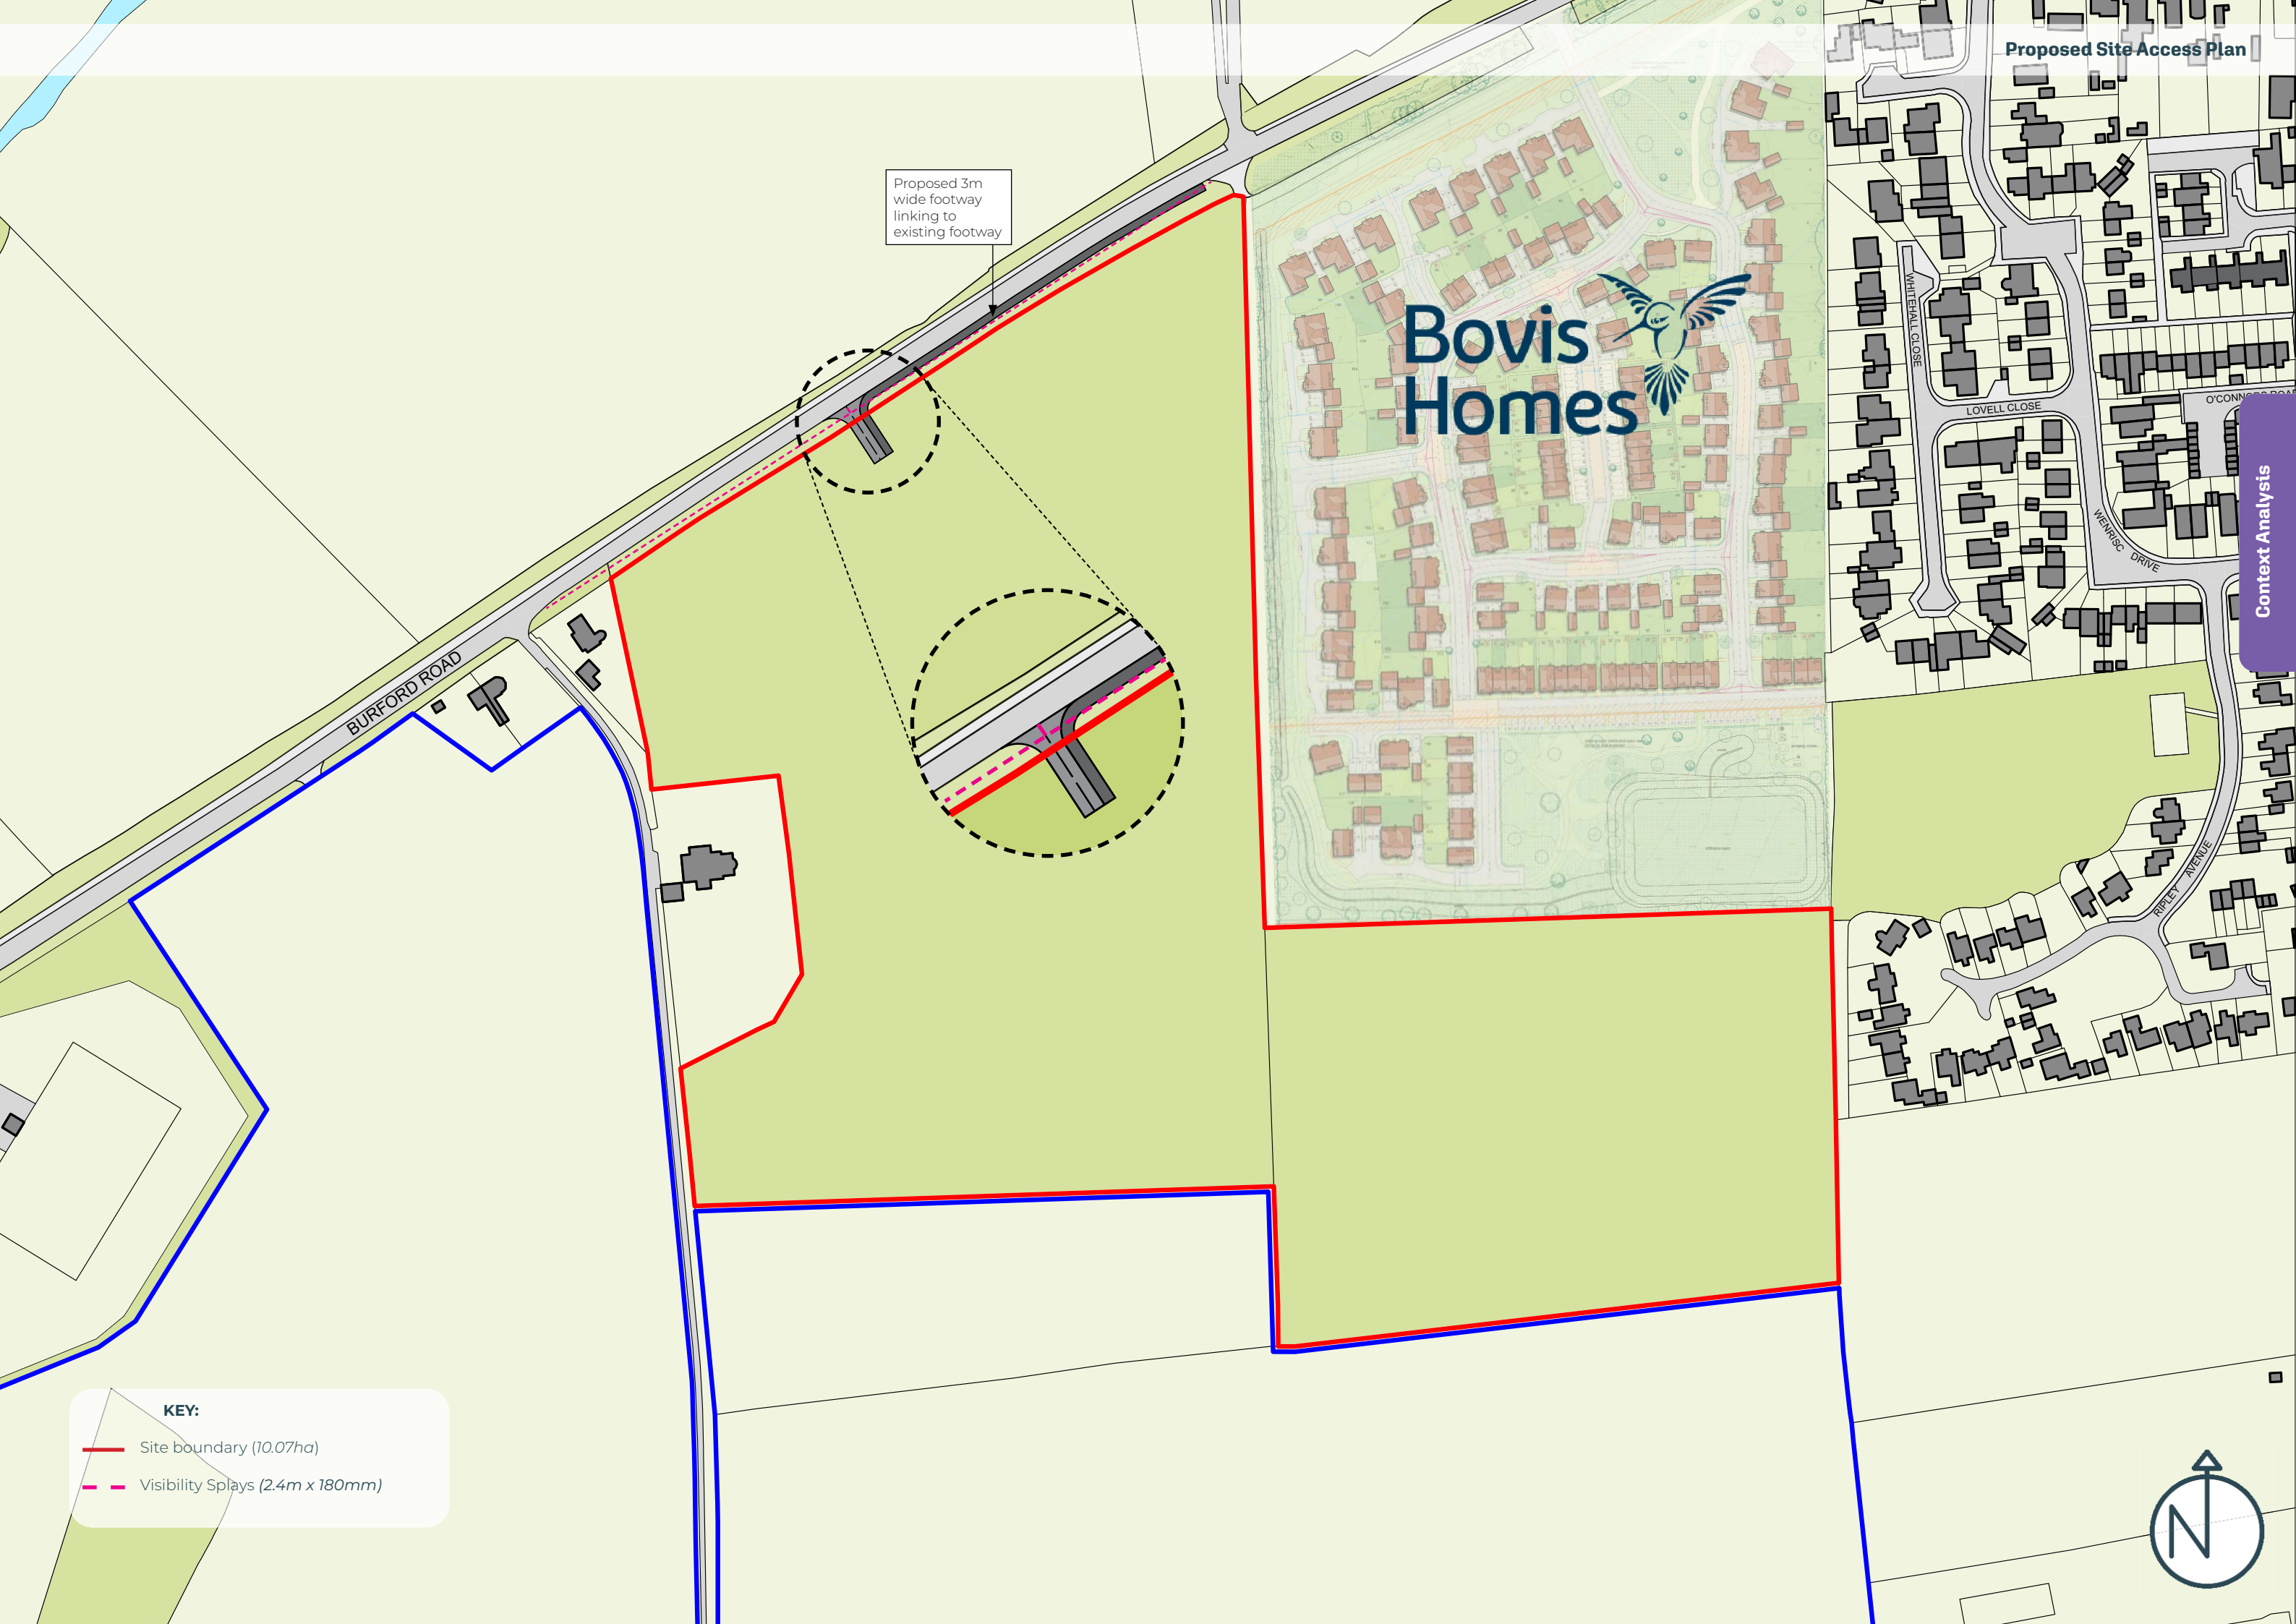 Proposed Site Access Plan
Proposed 3m
wide footway
linking to
existing footway
Bovis
Homes
WHITEHALL CLOSE
LOVELL CLOSE
WENRISC DRIVE
Context Analysis
BURFORD ROAD
RIPLEY AVENUE
KEY:
Site boundary (10.07ha)
Visibility Splays (2.4m x 180mm)
N